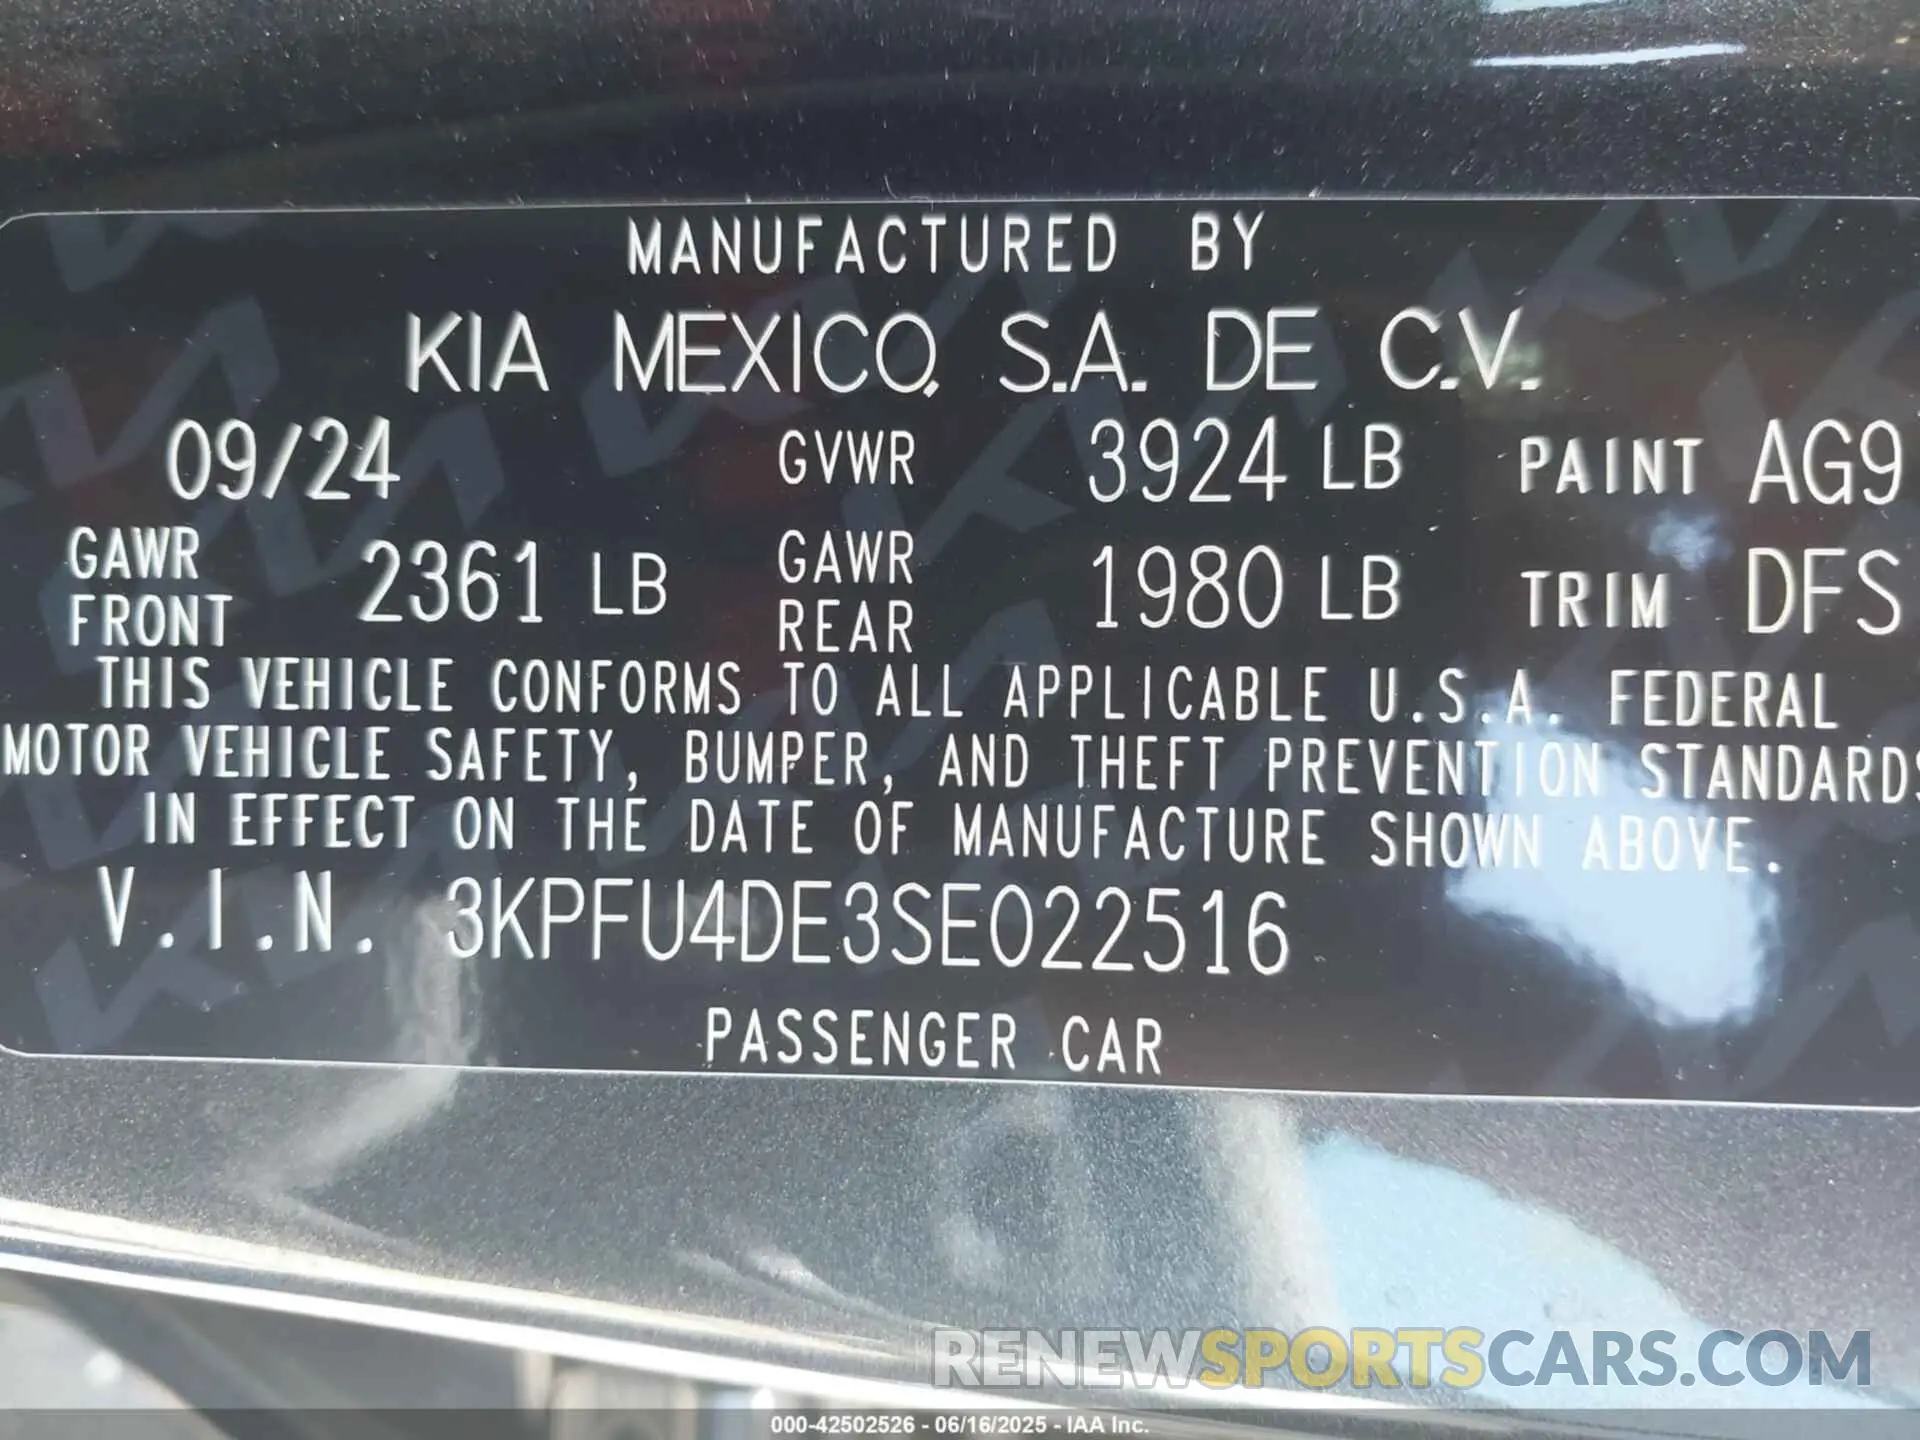 MANUFACTURED BY
KIA MEXICO, S.A. DE C.V.
09/24 GVWR 3924 LB PAINT AG9
GAWR FRONT 2361 LB GAWR REAR 1980 LB TRIM DFS
THIS VEHICLE CONFORMS TO ALL APPLICABLE U.S.A. FEDERAL
MOTOR VEHICLE SAFETY, BUMPER, AND THEFT PREVENTION STANDARDS
IN EFFECT ON THE DATE OF MANUFACTURE SHOWN ABOVE.
V.I.N. 3KPFU4DE3SE022516
PASSENGER CAR
RENEWSPORTSCARS.COM
000-42502526 - 06/16/2025 - IAA Inc.